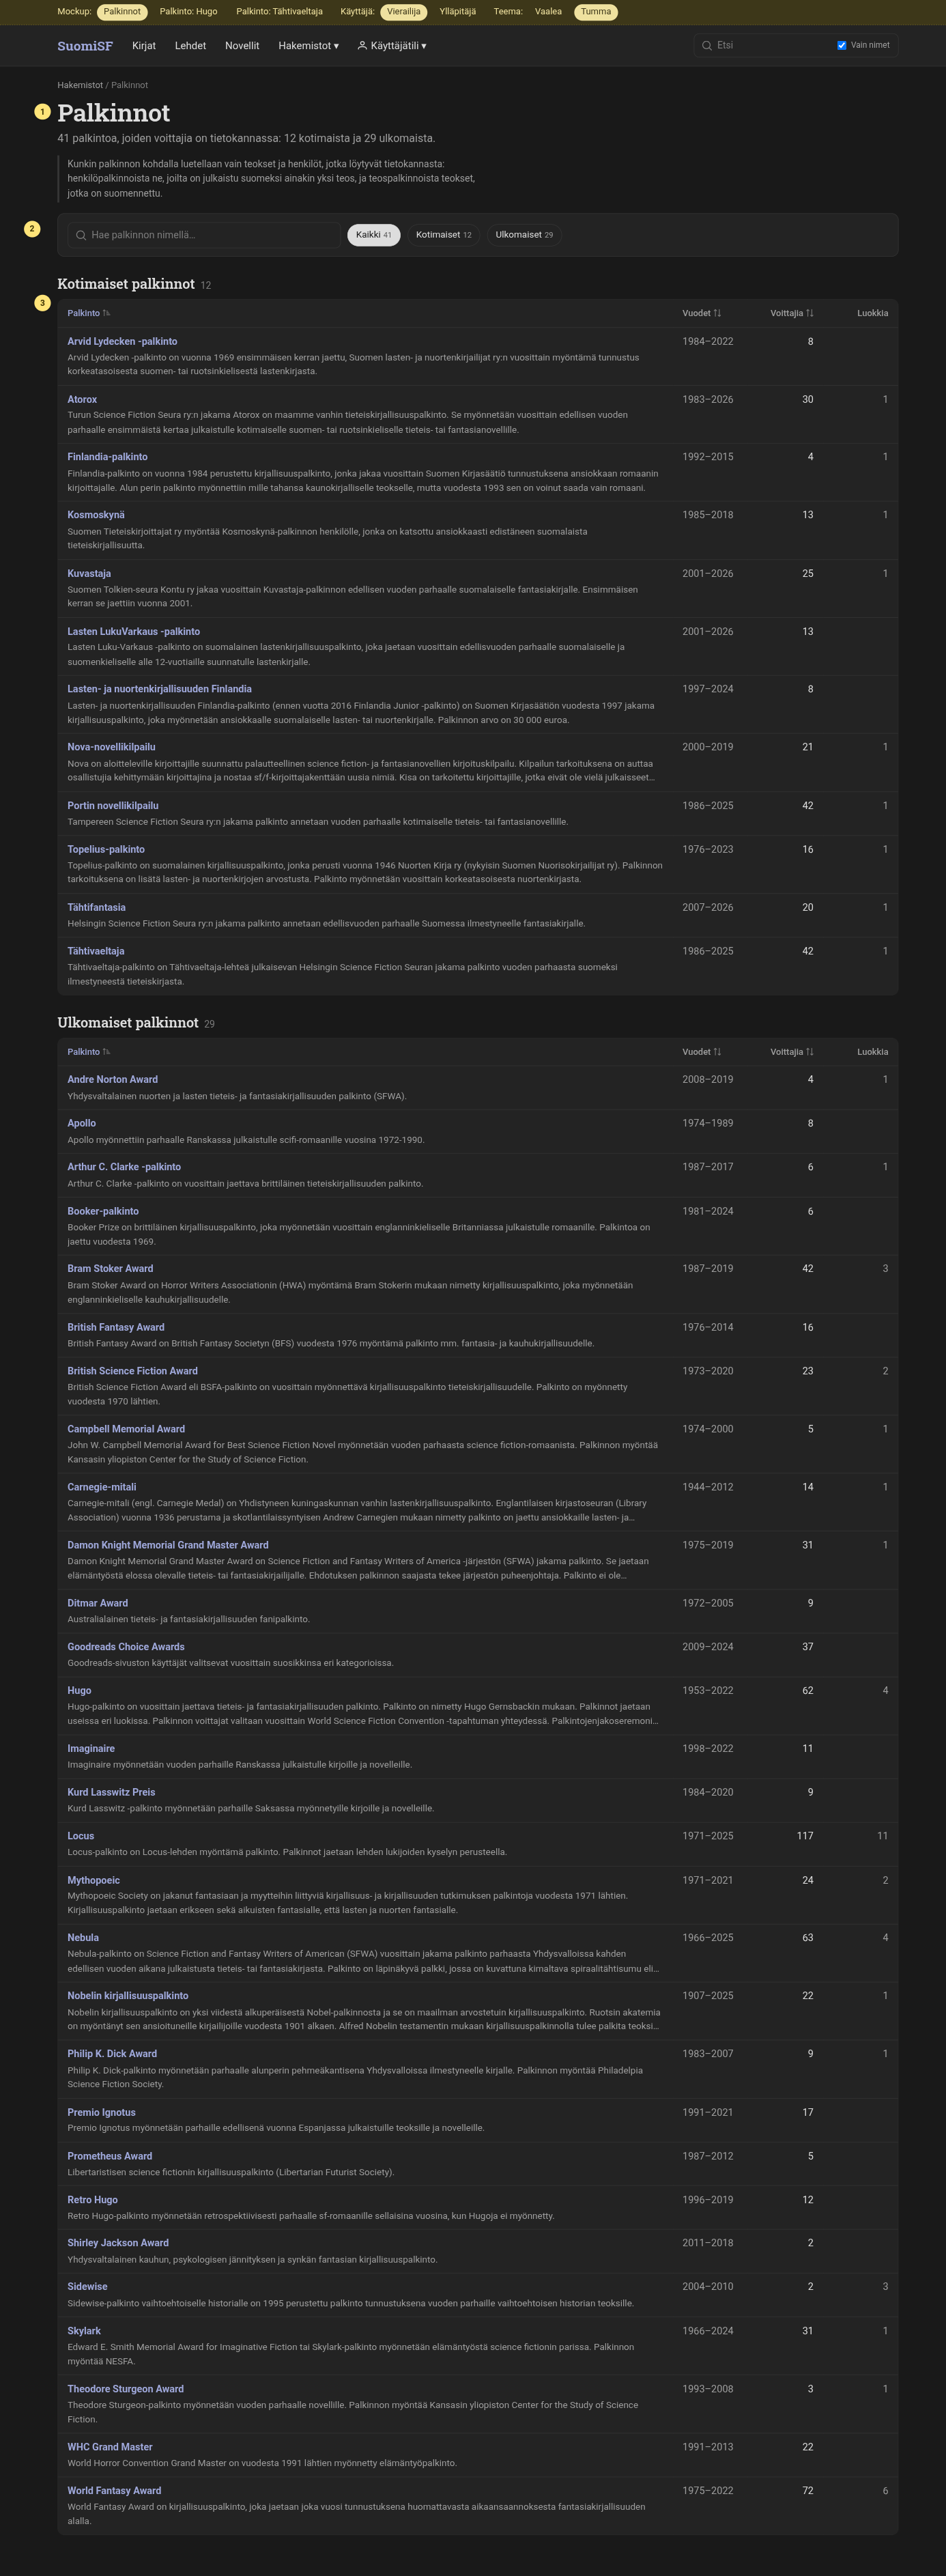 Mockup: Palkinnot Palkinto: Hugo Palkinto: Tähtivaeltaja Käyttäjä: Vierailija Ylläpitäjä Teema: Vaalea Tumma
SuomiSF Kirjat Lehdet Novellit Hakemistot ▾ Käyttäjätili ▾ Etsi Vain nimet
Hakemistot / Palkinnot
1 Palkinnot
41 palkintoa, joiden voittajia on tietokannassa: 12 kotimaista ja 29 ulkomaista.
Kunkin palkinnon kohdalla luetellaan vain teokset ja henkilöt, jotka löytyvät tietokannasta:
henkilöpalkinnoista ne, joilta on julkaistu suomeksi ainakin yksi teos, ja teospalkinnoista teokset,
jotka on suomennettu.
2 Hae palkinnon nimellä... Kaikki 41 Kotimaiset 12 Ulkomaiset 29
Kotimaiset palkinnot 12
3 Palkinto Vuodet Voittajia Luokkia
Arvid Lydecken -palkinto 1984–2022 8
Arvid Lydecken -palkinto on vuonna 1969 ensimmäisen kerran jaettu, Suomen lasten- ja nuortenkirjailijat ry:n vuosittain myöntämä tunnustus
korkeatasoisesta suomen- tai ruotsinkielisestä lastenkirjasta.
Atorox 1983–2026 30 1
Turun Science Fiction Seura ry:n jakama Atorox on maamme vanhin tieteiskirjallisuuspalkinto. Se myönnetään vuosittain edellisen vuoden
parhaalle ensimmäistä kertaa julkaistulle kotimaiselle suomen- tai ruotsinkieliselle tieteis- tai fantasianovellille.
Finlandia-palkinto 1992–2015 4 1
Finlandia-palkinto on vuonna 1984 perustettu kirjallisuuspalkinto, jonka jakaa vuosittain Suomen Kirjasäätiö tunnustuksena ansiokkaan romaanin
kirjoittajalle. Alun perin palkinto myönnettiin mille tahansa kaunokirjalliselle teokselle, mutta vuodesta 1993 sen on voinut saada vain romaani.
Kosmoskynä 1985–2018 13 1
Suomen Tieteiskirjoittajat ry myöntää Kosmoskynä-palkinnon henkilölle, jonka on katsottu ansiokkaasti edistäneen suomalaista
tieteiskirjallisuutta.
Kuvastaja 2001–2026 25 1
Suomen Tolkien-seura Kontu ry jakaa vuosittain Kuvastaja-palkinnon edellisen vuoden parhaalle suomalaiselle fantasiakirjalle. Ensimmäisen
kerran se jaettiin vuonna 2001.
Lasten LukuVarkaus -palkinto 2001–2026 13
Lasten Luku-Varkaus -palkinto on suomalainen lastenkirjallisuuspalkinto, joka jaetaan vuosittain edellisvuoden parhaalle suomalaiselle ja
suomenkieliselle alle 12-vuotiaille suunnatulle lastenkirjalle.
Lasten- ja nuortenkirjallisuuden Finlandia 1997–2024 8
Lasten- ja nuortenkirjallisuuden Finlandia-palkinto (ennen vuotta 2016 Finlandia Junior -palkinto) on Suomen Kirjasäätiön vuodesta 1997 jakama
kirjallisuuspalkinto, joka myönnetään ansiokkaalle suomalaiselle lasten- tai nuortenkirjalle. Palkinnon arvo on 30 000 euroa.
Nova-novellikilpailu 2000–2019 21 1
Nova on aloitteleville kirjoittajille suunnattu palautteellinen science fiction- ja fantasianovellien kirjoituskilpailu. Kilpailun tarkoituksena on auttaa
osallistujia kehittymään kirjoittajina ja nostaa sf/f-kirjoittajakenttään uusia nimiä. Kisa on tarkoitettu kirjoittajille, jotka eivät ole vielä julkaisseet…
Portin novellikilpailu 1986–2025 42 1
Tampereen Science Fiction Seura ry:n jakama palkinto annetaan vuoden parhaalle kotimaiselle tieteis- tai fantasianovellille.
Topelius-palkinto 1976–2023 16 1
Topelius-palkinto on suomalainen kirjallisuuspalkinto, jonka perusti vuonna 1946 Nuorten Kirja ry (nykyisin Suomen Nuorisokirjailijat ry). Palkinnon
tarkoituksena on lisätä lasten- ja nuortenkirjojen arvostusta. Palkinto myönnetään vuosittain korkeatasoisesta nuortenkirjasta.
Tähtifantasia 2007–2026 20 1
Helsingin Science Fiction Seura ry:n jakama palkinto annetaan edellisvuoden parhaalle Suomessa ilmestyneelle fantasiakirjalle.
Tähtivaeltaja 1986–2025 42 1
Tähtivaeltaja-palkinto on Tähtivaeltaja-lehteä julkaisevan Helsingin Science Fiction Seuran jakama palkinto vuoden parhaasta suomeksi
ilmestyneestä tieteiskirjasta.
Ulkomaiset palkinnot 29
Palkinto Vuodet Voittajia Luokkia
Andre Norton Award 2008–2019 4 1
Yhdysvaltalainen nuorten ja lasten tieteis- ja fantasiakirjallisuuden palkinto (SFWA).
Apollo 1974–1989 8
Apollo myönnettiin parhaalle Ranskassa julkaistulle scifi-romaanille vuosina 1972-1990.
Arthur C. Clarke -palkinto 1987–2017 6 1
Arthur C. Clarke -palkinto on vuosittain jaettava brittiläinen tieteiskirjallisuuden palkinto.
Booker-palkinto 1981–2024 6
Booker Prize on brittiläinen kirjallisuuspalkinto, joka myönnetään vuosittain englanninkieliselle Britanniassa julkaistulle romaanille. Palkintoa on
jaettu vuodesta 1969.
Bram Stoker Award 1987–2019 42 3
Bram Stoker Award on Horror Writers Associationin (HWA) myöntämä Bram Stokerin mukaan nimetty kirjallisuuspalkinto, joka myönnetään
englanninkieliselle kauhukirjallisuudelle.
British Fantasy Award 1976–2014 16
British Fantasy Award on British Fantasy Societyn (BFS) vuodesta 1976 myöntämä palkinto mm. fantasia- ja kauhukirjallisuudelle.
British Science Fiction Award 1973–2020 23 2
British Science Fiction Award eli BSFA-palkinto on vuosittain myönnettävä kirjallisuuspalkinto tieteiskirjallisuudelle. Palkinto on myönnetty
vuodesta 1970 lähtien.
Campbell Memorial Award 1974–2000 5 1
John W. Campbell Memorial Award for Best Science Fiction Novel myönnetään vuoden parhaasta science fiction-romaanista. Palkinnon myöntää
Kansasin yliopiston Center for the Study of Science Fiction.
Carnegie-mitali 1944–2012 14 1
Carnegie-mitali (engl. Carnegie Medal) on Yhdistyneen kuningaskunnan vanhin lastenkirjallisuuspalkinto. Englantilaisen kirjastoseuran (Library
Association) vuonna 1936 perustama ja skotlantilaissyntyisen Andrew Carnegien mukaan nimetty palkinto on jaettu ansiokkaille lasten- ja…
Damon Knight Memorial Grand Master Award 1975–2019 31 1
Damon Knight Memorial Grand Master Award on Science Fiction and Fantasy Writers of America -järjestön (SFWA) jakama palkinto. Se jaetaan
elämäntyöstä elossa olevalle tieteis- tai fantasiakirjailijalle. Ehdotuksen palkinnon saajasta tekee järjestön puheenjohtaja. Palkinto ei ole…
Ditmar Award 1972–2005 9
Australialainen tieteis- ja fantasiakirjallisuuden fanipalkinto.
Goodreads Choice Awards 2009–2024 37
Goodreads-sivuston käyttäjät valitsevat vuosittain suosikkinsa eri kategorioissa.
Hugo 1953–2022 62 4
Hugo-palkinto on vuosittain jaettava tieteis- ja fantasiakirjallisuuden palkinto. Palkinto on nimetty Hugo Gernsbackin mukaan. Palkinnot jaetaan
useissa eri luokissa. Palkinnon voittajat valitaan vuosittain World Science Fiction Convention -tapahtuman yhteydessä. Palkintojenjakoseremoni…
Imaginaire 1998–2022 11
Imaginaire myönnetään vuoden parhaille Ranskassa julkaistuille kirjoille ja novelleille.
Kurd Lasswitz Preis 1984–2020 9
Kurd Lasswitz -palkinto myönnetään parhaille Saksassa myönnetyille kirjoille ja novelleille.
Locus 1971–2025 117 11
Locus-palkinto on Locus-lehden myöntämä palkinto. Palkinnot jaetaan lehden lukijoiden kyselyn perusteella.
Mythopoeic 1971–2021 24 2
Mythopoeic Society on jakanut fantasiaan ja myytteihin liittyviä kirjallisuus- ja kirjallisuuden tutkimuksen palkintoja vuodesta 1971 lähtien.
Kirjallisuuspalkinto jaetaan erikseen sekä aikuisten fantasialle, että lasten ja nuorten fantasialle.
Nebula 1966–2025 63 4
Nebula-palkinto on Science Fiction and Fantasy Writers of American (SFWA) vuosittain jakama palkinto parhaasta Yhdysvalloissa kahden
edellisen vuoden aikana julkaistusta tieteis- tai fantasiakirjasta. Palkinto on läpinäkyvä palkki, jossa on kuvattuna kimaltava spiraalitähtisumu eli…
Nobelin kirjallisuuspalkinto 1907–2025 22 1
Nobelin kirjallisuuspalkinto on yksi viidestä alkuperäisestä Nobel-palkinnosta ja se on maailman arvostetuin kirjallisuuspalkinto. Ruotsin akatemia
on myöntänyt sen ansioituneille kirjailijoille vuodesta 1901 alkaen. Alfred Nobelin testamentin mukaan kirjallisuuspalkinnolla tulee palkita teoksi…
Philip K. Dick Award 1983–2007 9 1
Philip K. Dick-palkinto myönnetään parhaalle alunperin pehmeäkantisena Yhdysvalloissa ilmestyneelle kirjalle. Palkinnon myöntää Philadelpia
Science Fiction Society.
Premio Ignotus 1991–2021 17
Premio Ignotus myönnetään parhaille edellisenä vuonna Espanjassa julkaistuille teoksille ja novelleille.
Prometheus Award 1987–2012 5
Libertaristisen science fictionin kirjallisuuspalkinto (Libertarian Futurist Society).
Retro Hugo 1996–2019 12
Retro Hugo-palkinto myönnetään retrospektiivisesti parhaalle sf-romaanille sellaisina vuosina, kun Hugoja ei myönnetty.
Shirley Jackson Award 2011–2018 2
Yhdysvaltalainen kauhun, psykologisen jännityksen ja synkän fantasian kirjallisuuspalkinto.
Sidewise 2004–2010 2 3
Sidewise-palkinto vaihtoehtoiselle historialle on 1995 perustettu palkinto tunnustuksena vuoden parhaille vaihtoehtoisen historian teoksille.
Skylark 1966–2024 31 1
Edward E. Smith Memorial Award for Imaginative Fiction tai Skylark-palkinto myönnetään elämäntyöstä science fictionin parissa. Palkinnon
myöntää NESFA.
Theodore Sturgeon Award 1993–2008 3 1
Theodore Sturgeon-palkinto myönnetään vuoden parhaalle novellille. Palkinnon myöntää Kansasin yliopiston Center for the Study of Science
Fiction.
WHC Grand Master 1991–2013 22
World Horror Convention Grand Master on vuodesta 1991 lähtien myönnetty elämäntyöpalkinto.
World Fantasy Award 1975–2022 72 6
World Fantasy Award on kirjallisuuspalkinto, joka jaetaan joka vuosi tunnustuksena huomattavasta aikaansaannoksesta fantasiakirjallisuuden
alalla.